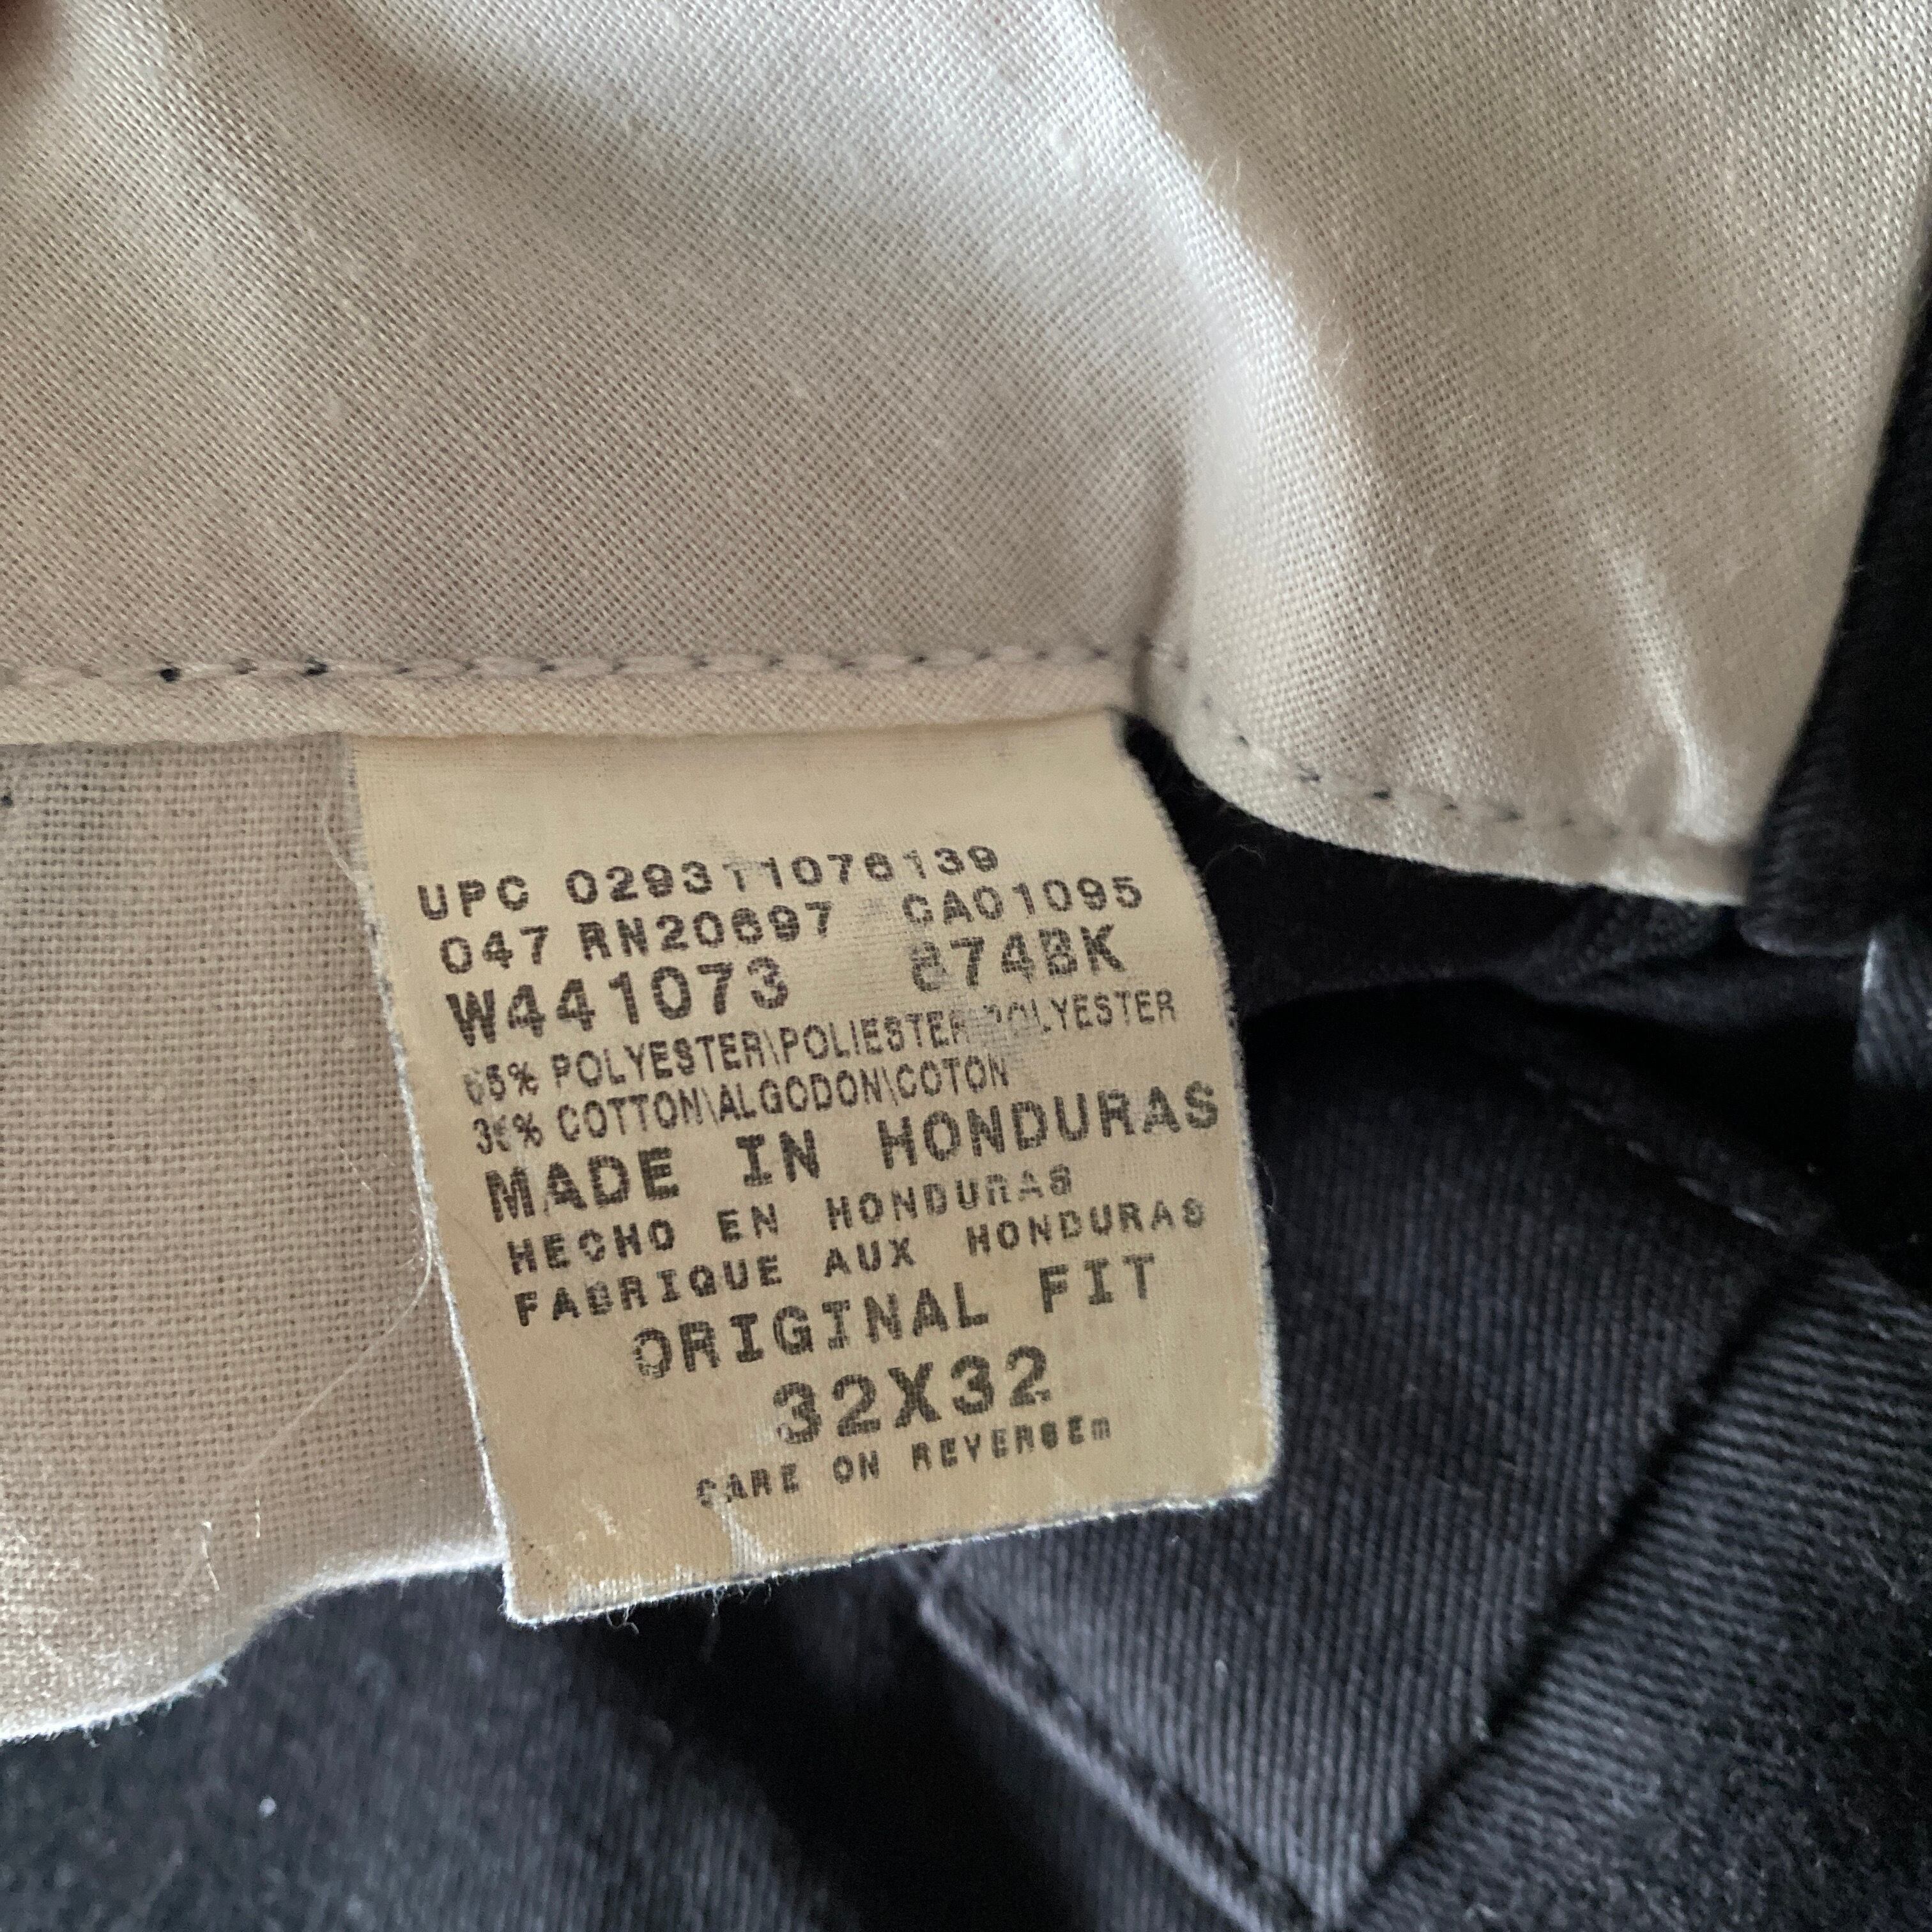 UPC 029311076139
047 RN20697 CA01095
W441073 874BK
65% POLYESTER\POLIESTER\POLYESTER
35% COTTON\ALGODON\COTON
MADE IN HONDURAS
HECHO EN HONDURAS
FABRIQUE AUX HONDURAS
ORIGINAL FIT
32X32
CARE ON REVERSEm